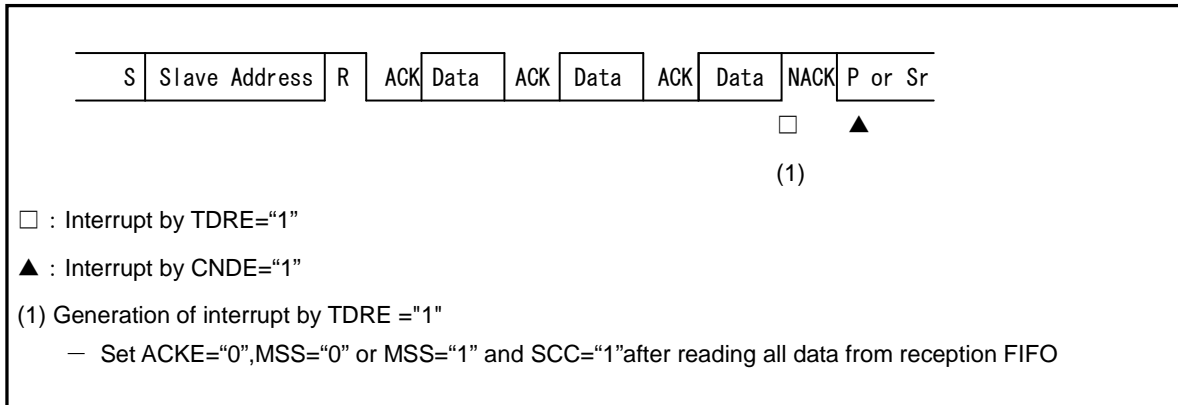 S Slave Address R ACK Data ACK Data ACK Data NACK P or Sr
□ ▲
(1)
□ : Interrupt by TDRE=“1”
▲ : Interrupt by CNDE=“1”
(1) Generation of interrupt by TDRE ="1"
－ Set ACKE=“0”,MSS=“0” or MSS=“1” and SCC=“1”after reading all data from reception FIFO